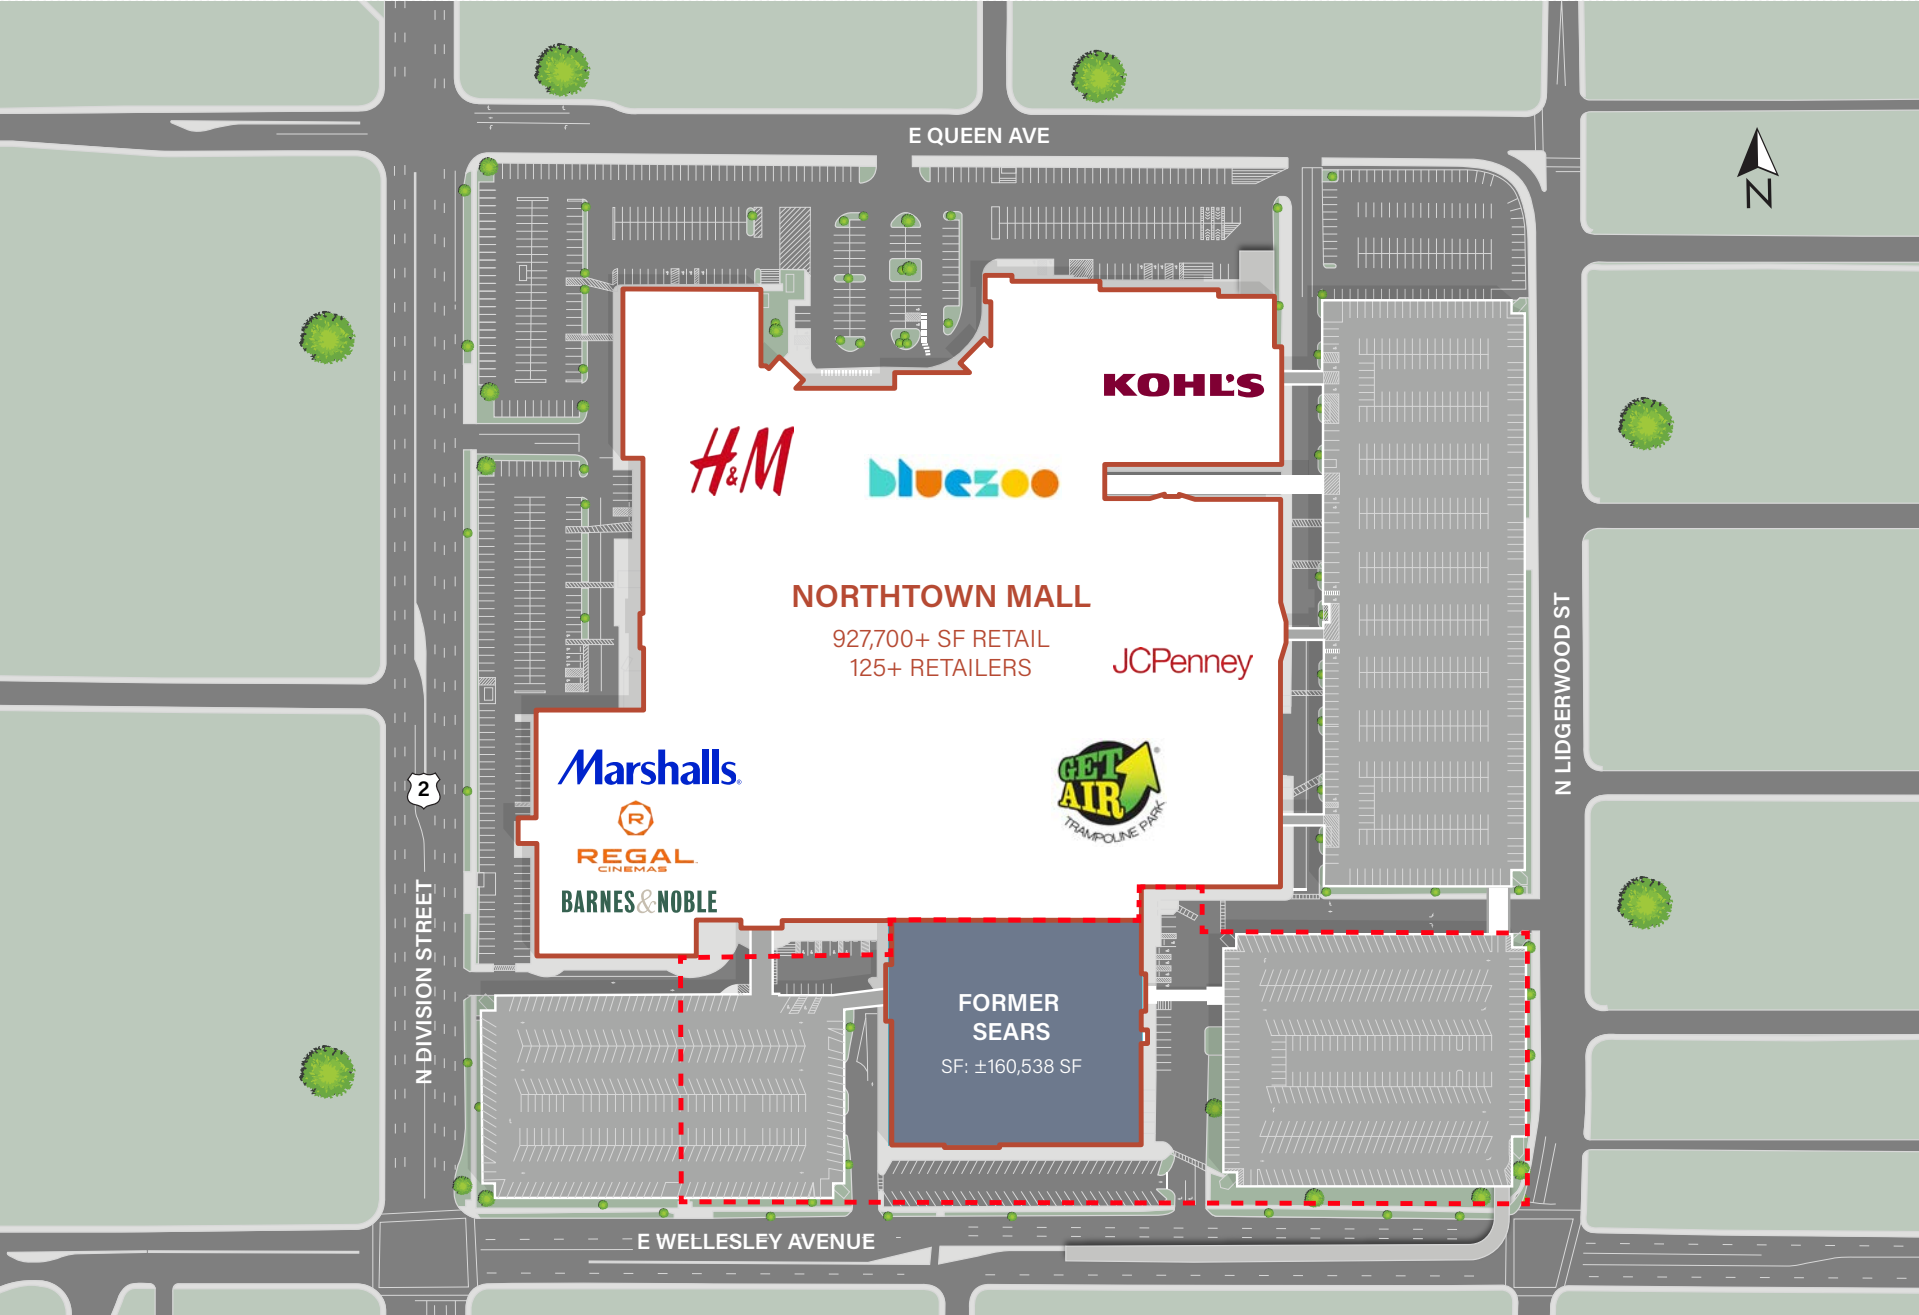 E QUEEN AVE
N
KOHL'S
H&M
bluezoo
NORTHTOWN MALL
927,700+ SF RETAIL
125+ RETAILERS
JCPenney
N LIDGERWOOD ST
Marshalls®
GET
AIR®
TRAMPOLINE PARK
2
R
REGAL
CINEMAS
BARNES&NOBLE
N DIVISION STREET
FORMER
SEARS
SF: ±160,538 SF
E WELLESLEY AVENUE